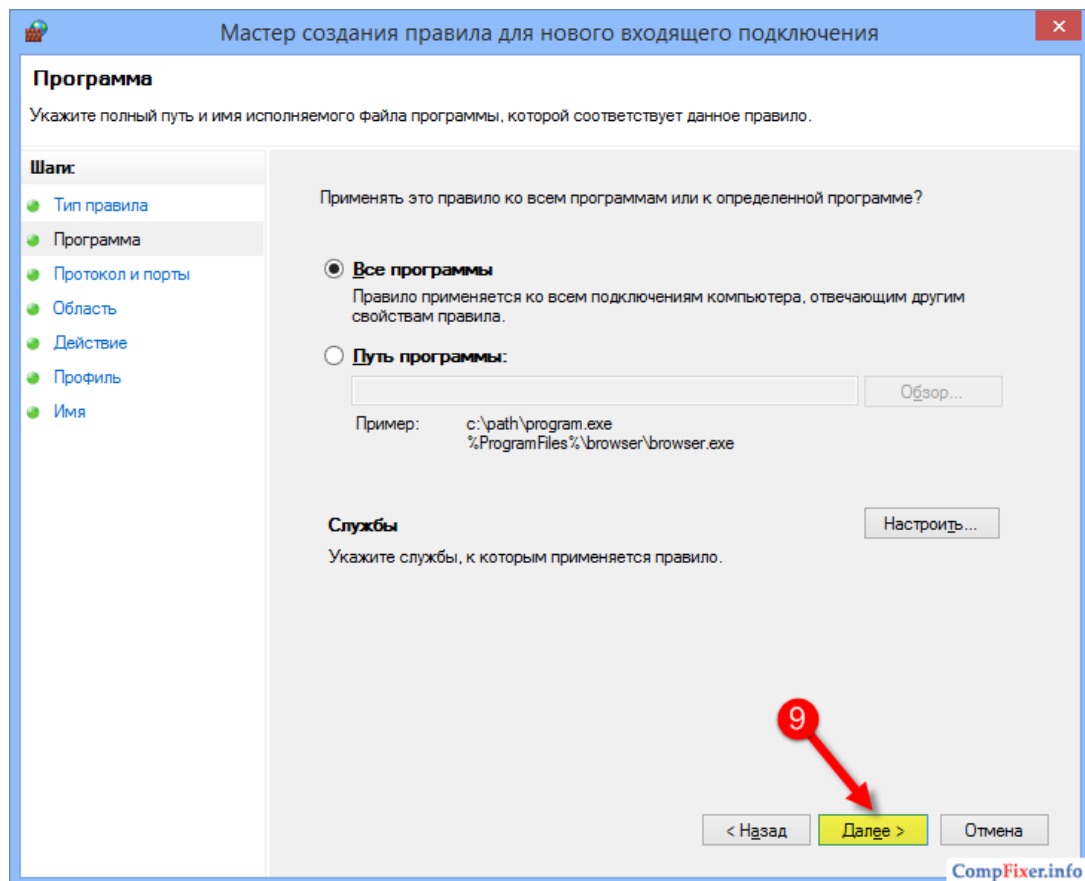 Мастер создания правила для нового входящего подключения
Программа
Укажите полный путь и имя исполняемого файла программы, которой соответствует данное правило.
Шаги:
Тип правила
Программа
Протокол и порты
Область
Действие
Профиль
Имя
Применять это правило ко всем программам или к определенной программе?
Все программы
Правило применяется ко всем подключениям компьютера, отвечающим другим
свойствам правила.
Путь программы:
Обзор...
Пример: c:\path\program.exe
%ProgramFiles%\browser\browser.exe
Службы
Настроить...
Укажите службы, к которым применяется правило.
9
< Назад
Далее >
Отмена
CompFixer.info